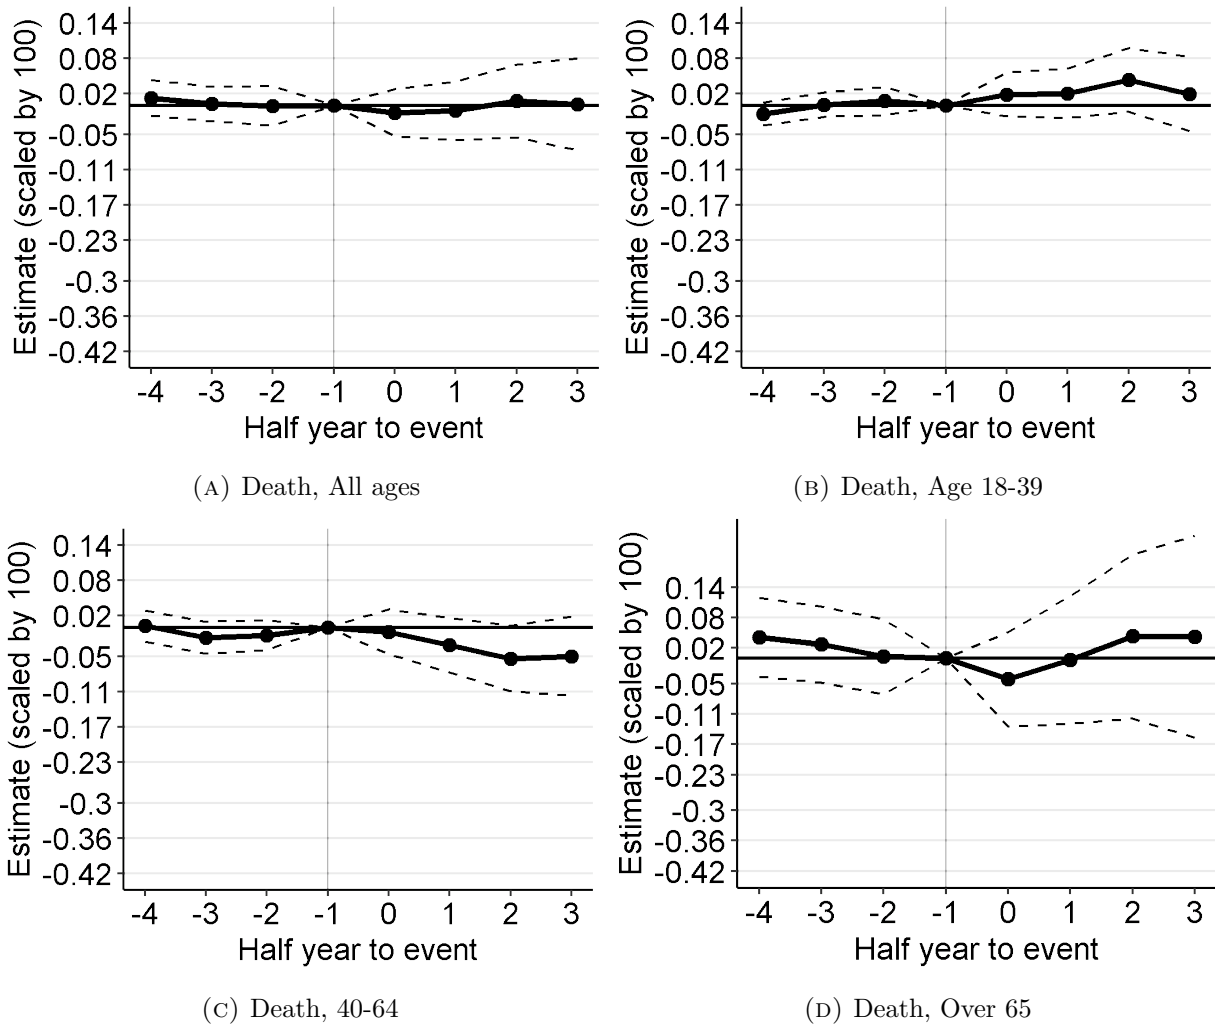 Estimate (scaled by 100)
0.14
0.08
0.02
-0.05
-0.11
-0.17
-0.23
-0.3
-0.36
-0.42
-4 -3 -2 -1 0 1 2 3
Half year to event
(A) Death, All ages
Estimate (scaled by 100)
0.14
0.08
0.02
-0.05
-0.11
-0.17
-0.23
-0.3
-0.36
-0.42
-4 -3 -2 -1 0 1 2 3
Half year to event
(B) Death, Age 18-39
Estimate (scaled by 100)
0.14
0.08
0.02
-0.05
-0.11
-0.17
-0.23
-0.3
-0.36
-0.42
-4 -3 -2 -1 0 1 2 3
Half year to event
(C) Death, 40-64
Estimate (scaled by 100)
0.14
0.08
0.02
-0.05
-0.11
-0.17
-0.23
-0.3
-0.36
-0.42
-4 -3 -2 -1 0 1 2 3
Half year to event
(D) Death, Over 65